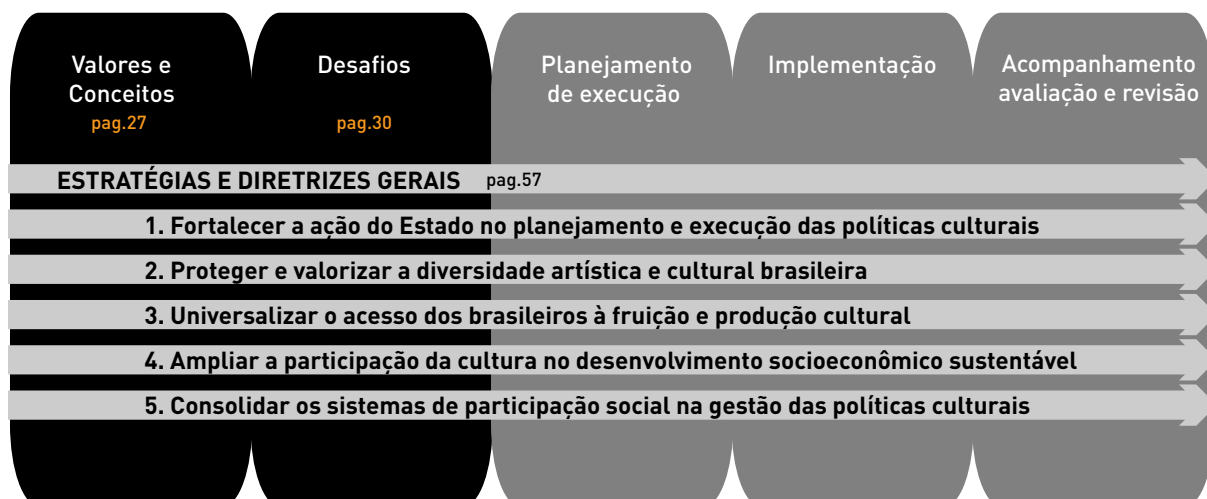 Valores e
Conceitos
pag.27
Desafios
pag.30
Planejamento
de execução
Implementação
Acompanhamento
avaliação e revisão
ESTRATÉGIAS E DIRETRIZES GERAIS pag.57
1. Fortalecer a ação do Estado no planejamento e execução das políticas culturais
2. Proteger e valorizar a diversidade artística e cultural brasileira
3. Universalizar o acesso dos brasileiros à fruição e produção cultural
4. Ampliar a participação da cultura no desenvolvimento socioeconômico sustentável
5. Consolidar os sistemas de participação social na gestão das políticas culturais